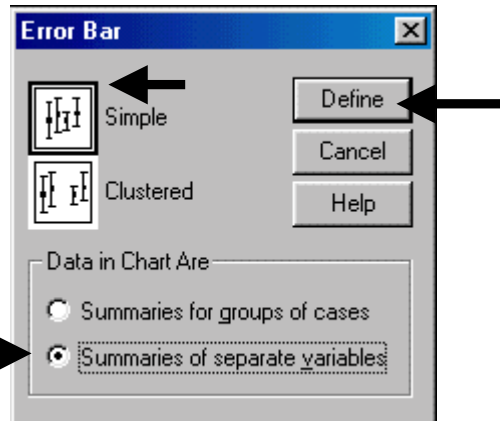 Error Bar
Simple
Clustered
Define
Cancel
Help
Data in Chart Are
Summaries for groups of cases
Summaries of separate variables